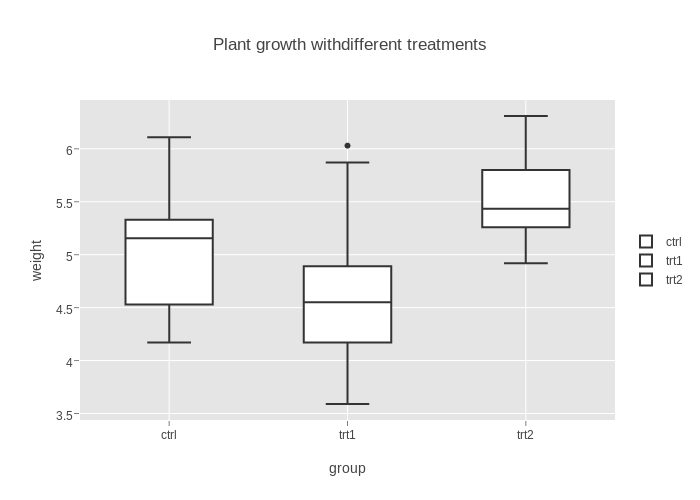 Plant growth withdifferent treatments
weight
6
5.5
5
4.5
4
3.5
ctrl trt1 trt2
group
ctrl
trt1
trt2